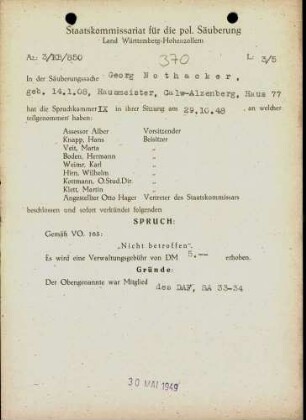 Staatskommissariat für die pol. Säuberung
Land Württemberg-Hohenzollern
Az: 3/Kb/850 370 L: 3/5
In der Säuberungssache Georg Nothacker,
geb. 14.1.08, Hausmeister, Calw-Alzenberg, Haus 77
hat die Spruchkammer IX in ihrer Sitzung am 29.10.48 , an welcher
teilgenommen haben:
Assessor Alber Vorsitzender
Knapp, Hans Beisitzer
Veit, Marta „
Boden, Hermann „
Weimer, Karl „
Hirn, Wilhelm „
Kottmann, O.Stud.Dir. „
Klett, Martin „
Angestellter Otto Hager Vertreter des Staatskommissars
beschlossen und sofort verkündet folgenden
SPRUCH:
Gemäß VO. 165:
„Nicht betroffen".
Es wird eine Verwaltungsgebühr von DM 5.-- erhoben.
Gründe:
Der Obengenannte war Mitglied des DAF, SA 33-34
30 MAI 1949